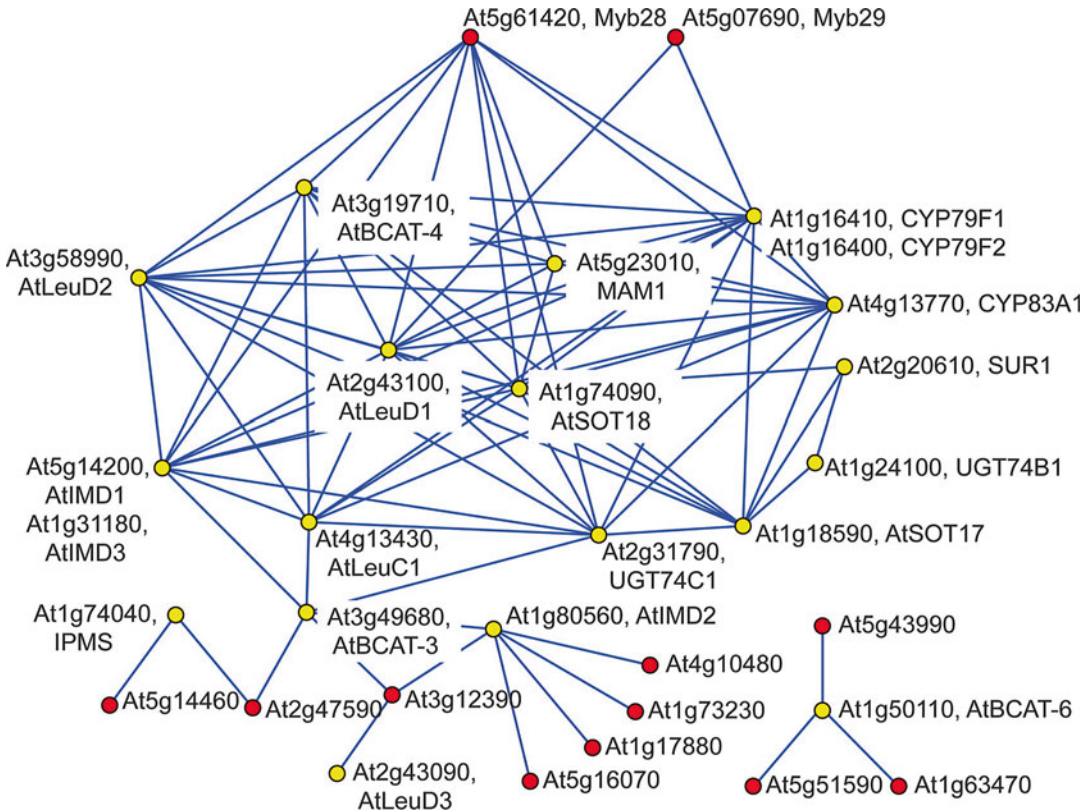 At5g61420, Myb28
At5g07690, Myb29
At3g19710,
AtBCAT-4
At1g16410, CYP79F1
At1g16400, CYP79F2
At3g58990,
AtLeuD2
At5g23010,
MAM1
At4g13770, CYP83A1
At2g20610, SUR1
At2g43100,
AtLeuD1
At1g74090,
AtSOT18
At5g14200,
AtIMD1
At1g31180,
AtIMD3
At1g24100, UGT74B1
At4g13430,
AtLeuC1
At2g31790,
UGT74C1
At1g18590, AtSOT17
At1g74040,
IPMS
At3g49680,
AtBCAT-3
At1g80560, AtIMD2
At5g43990
At4g10480
At5g14460
At2g47590
At3g12390
At1g73230
At1g50110, AtBCAT-6
At1g17880
At2g43090,
AtLeuD3
At5g16070
At5g51590
At1g63470